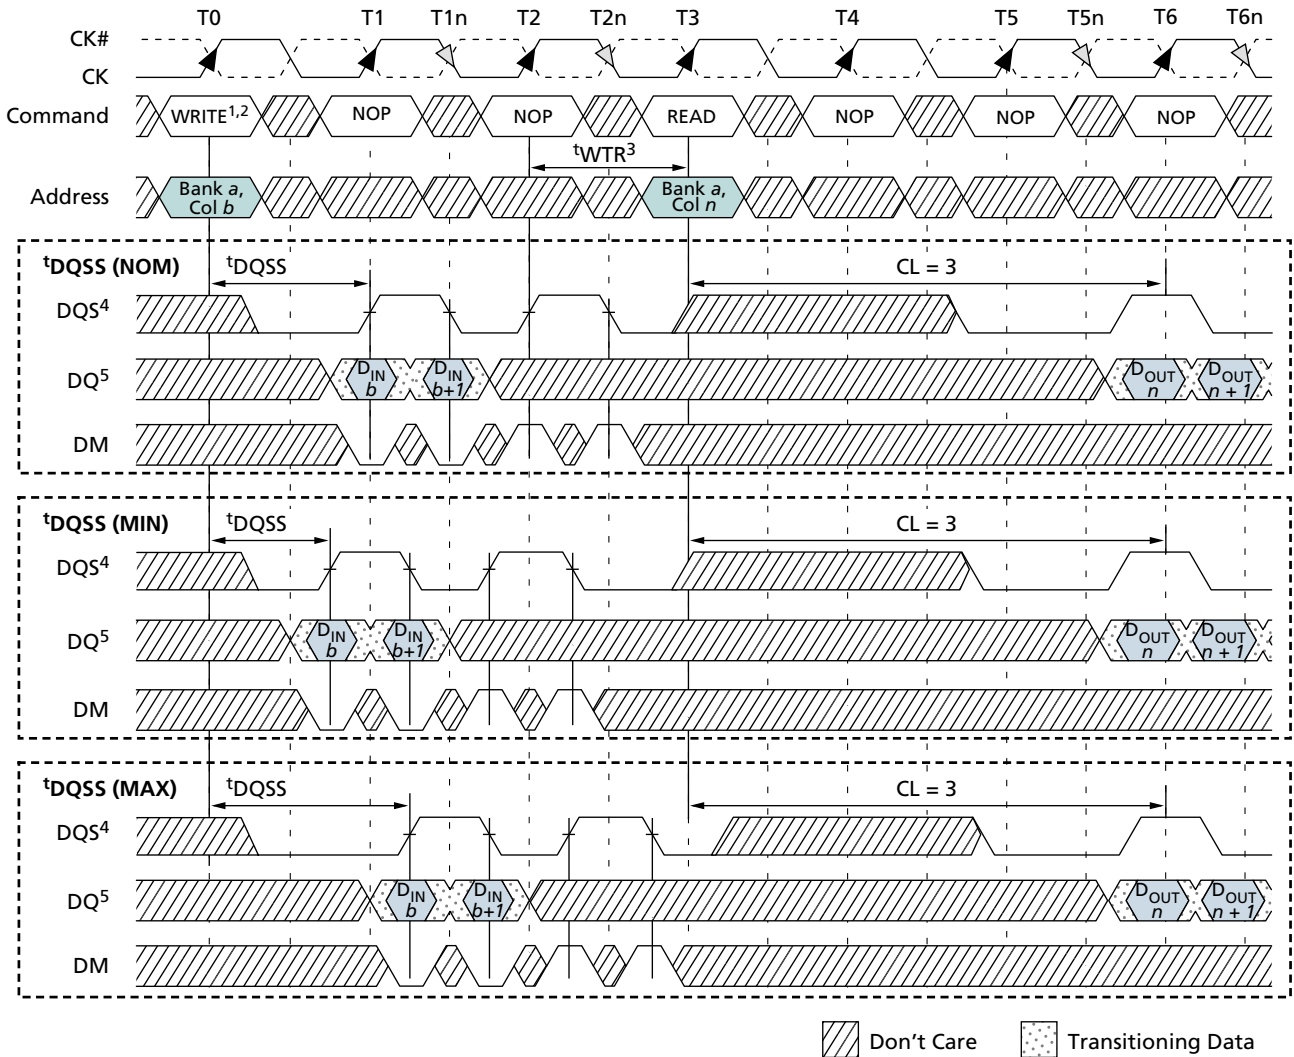 T0 T1 T1n T2 T2n T3 T4 T5 T5n T6 T6n
CK#
CK
Command WRITE1,2 NOP NOP READ NOP NOP NOP
tWTR3
Address Bank a, Col b Bank a, Col n
tDQSS (NOM) tDQSS CL = 3
DQS4
DQ5 DIN b DIN b+1 DOUT n DOUT n + 1
DM
tDQSS (MIN) tDQSS CL = 3
DQS4
DQ5 DIN b DIN b+1 DOUT n DOUT n + 1
DM
tDQSS (MAX) tDQSS CL = 3
DQS4
DQ5 DIN b DIN b+1 DOUT n DOUT n + 1
DM
Don't Care Transitioning Data